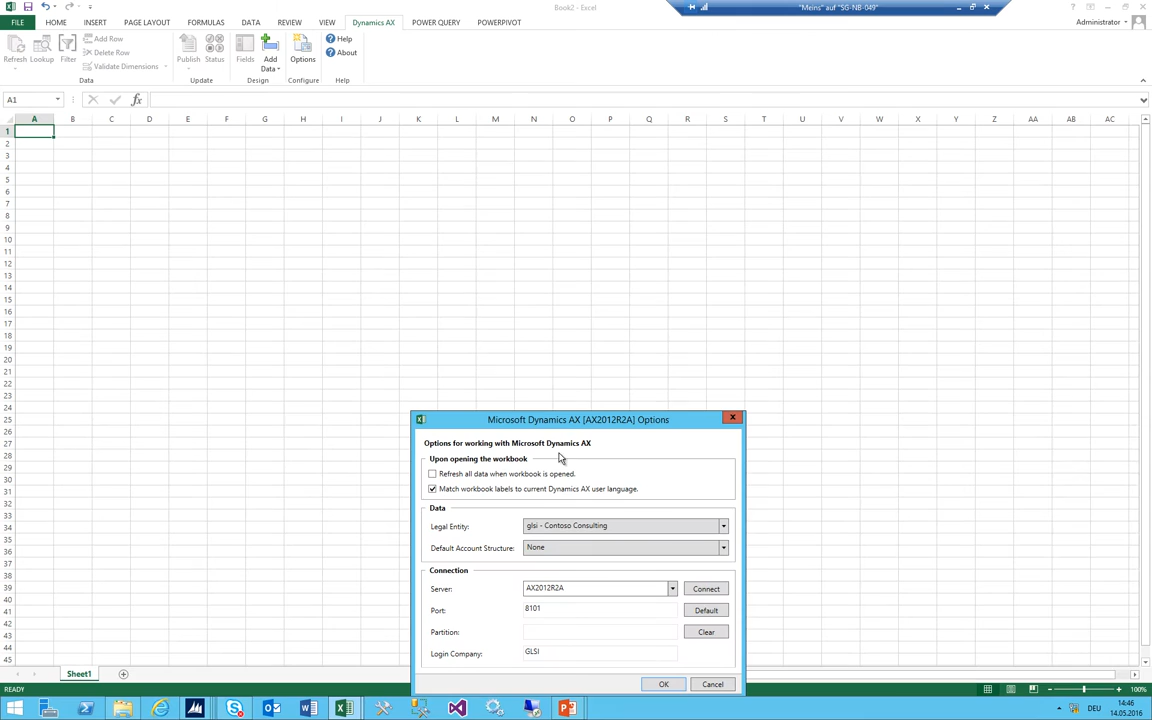 Book2 - Excel
"Meins" auf "SG-NB-049"
FILE HOME INSERT PAGE LAYOUT FORMULAS DATA REVIEW VIEW Dynamics AX POWER QUERY POWERPIVOT
Administrator
Refresh Lookup Filter
Add Row
Delete Row
Validate Dimensions
Publish Status
Fields Add Data
Options
Help
About
Data Update Design Configure Help
A1
fx
A B C D E F G H I J K L M N O P Q R S T U V W X Y Z AA AB AC
1
2
3
4
5
6
7
8
9
10
11
12
13
14
15
16
17
18
19
20
21
22
23
24
25
26
27
28
29
30
31
32
33
34
35
36
37
38
39
40
41
42
43
44
45
Microsoft Dynamics AX [AX2012R2A] Options
Options for working with Microsoft Dynamics AX
Upon opening the workbook
Refresh all data when workbook is opened.
Match workbook labels to current Dynamics AX user language.
Data
Legal Entity: glsi - Contoso Consulting
Default Account Structure: None
Connection
Server: AX2012R2A Connect
Port: 8101 Default
Partition: Clear
Login Company: GLSI
OK Cancel
Sheet1
READY
100%
DEU
14:46
14.05.2016